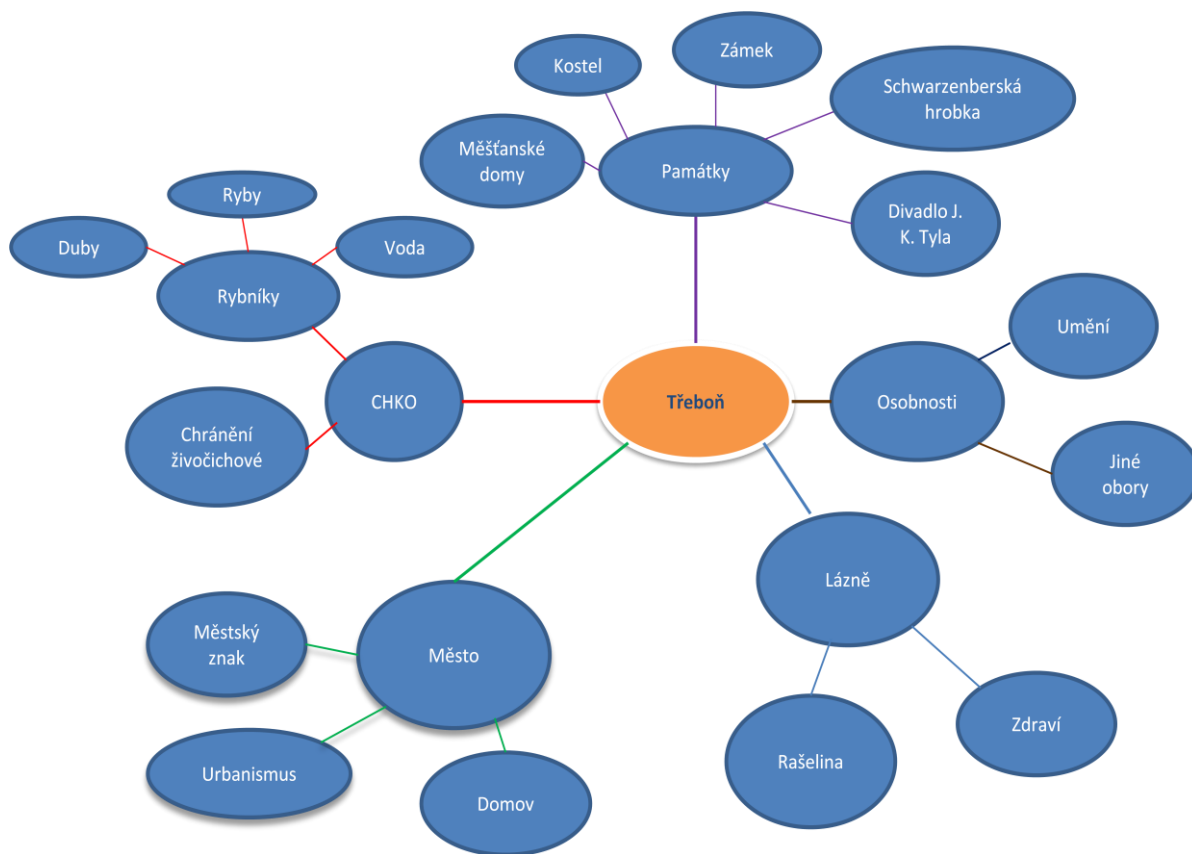 Zámek
Kostel
Schwarzenberská
hrobka
Měšťanské
domy
Památky
Ryby
Divadlo J.
K. Tyla
Duby
Voda
Rybníky
Umění
CHKO
Třeboň
Osobnosti
Chránění
živočichové
Jiné
obory
Lázně
Městský
znak
Město
Zdraví
Rašelina
Urbanismus
Domov